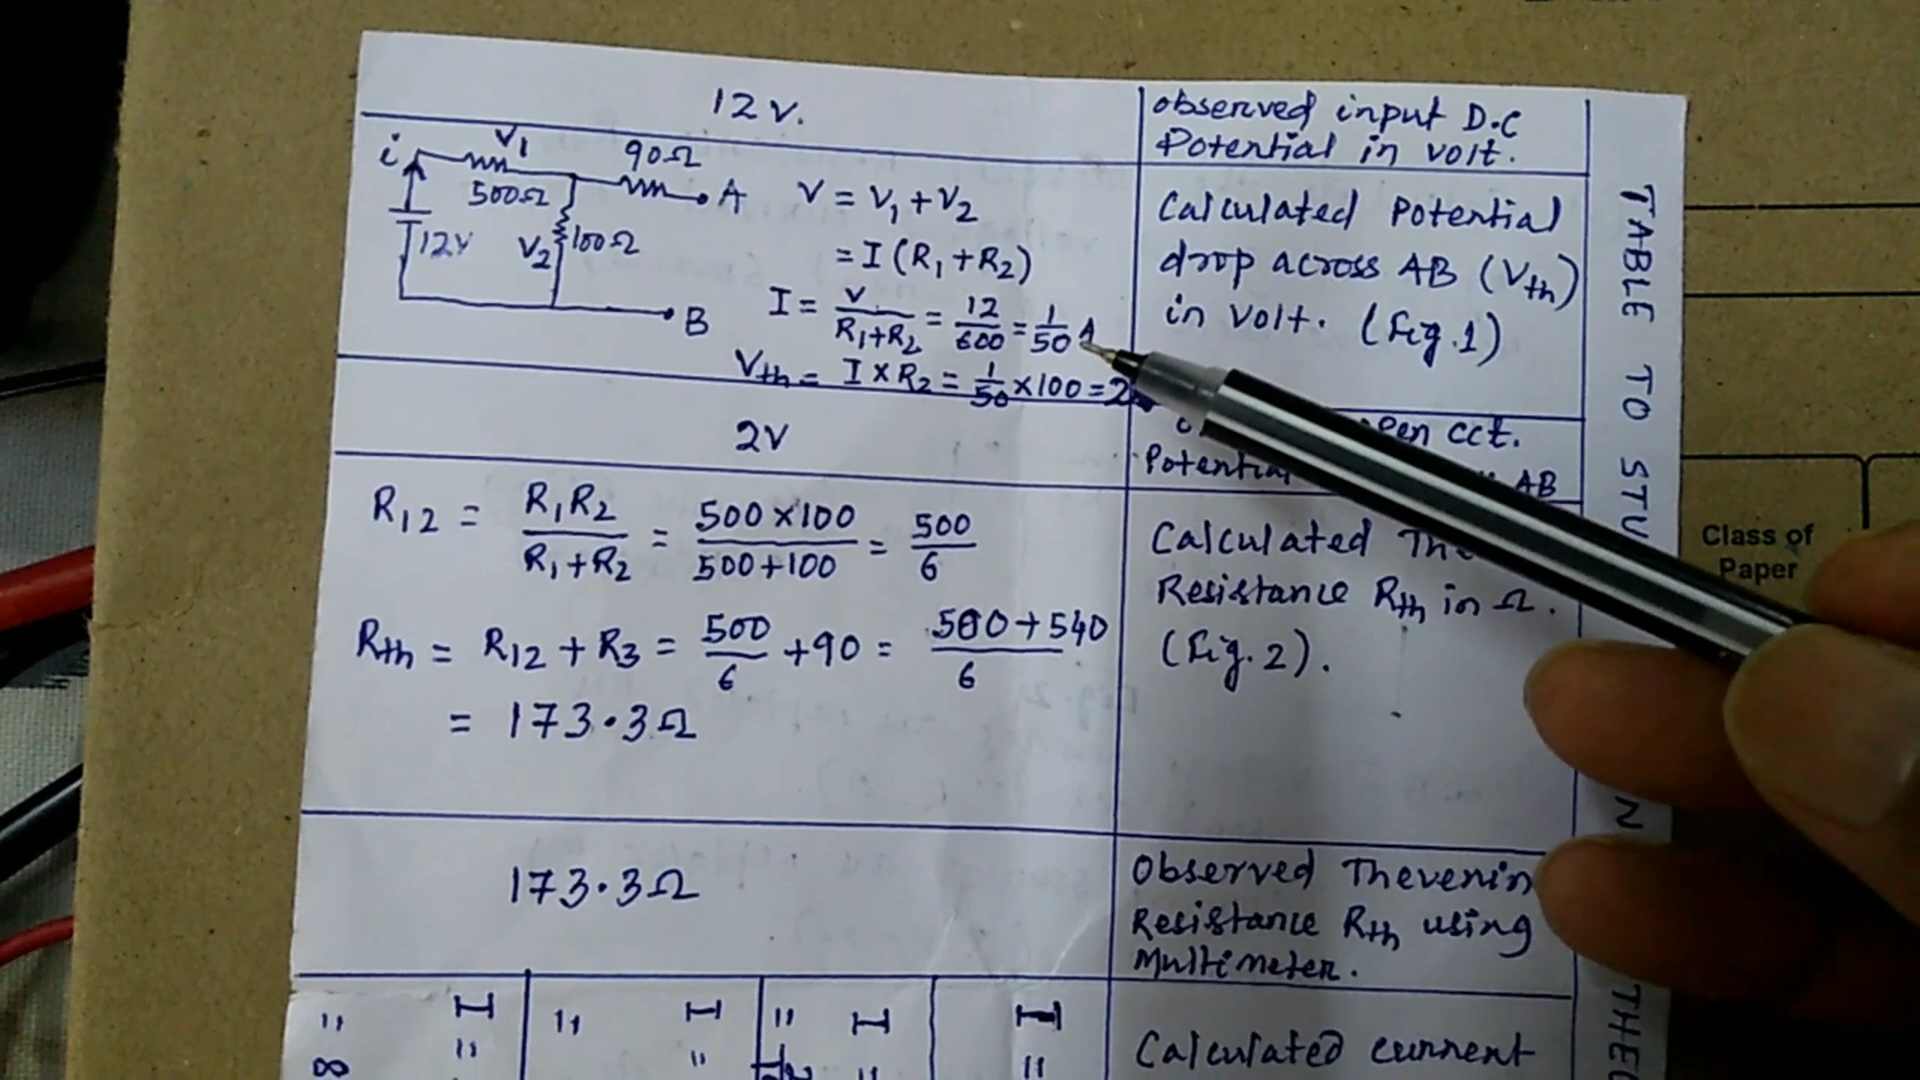 12 V.
observed input D.C
Potential in volt.
i
V1
500Ω
90Ω
A
12V
V2
100Ω
B
V = V1 + V2
= I (R1 + R2)
I = V/R1+R2 = 12/600 = 1/50 A
Vth = I X R2 = 1/50 x 100 = 2
Calculated Potential
drop across AB (Vth)
in volt. (Fig.1)
2V
cct.
AB
R12 = R1R2/R1+R2 = 500 x 100/500+100 = 500/6
Rth = R12 + R3 = 500/6 + 90 = 500 + 540/6
= 173.3Ω
Calculated
Resistance Rth in Ω.
(Fig. 2).
173.3Ω
Observed Thevenin
Resistance Rth using
Multimeter.
I =
I =
I =
I =
Calculated current
TABLE TO
Class of
Paper